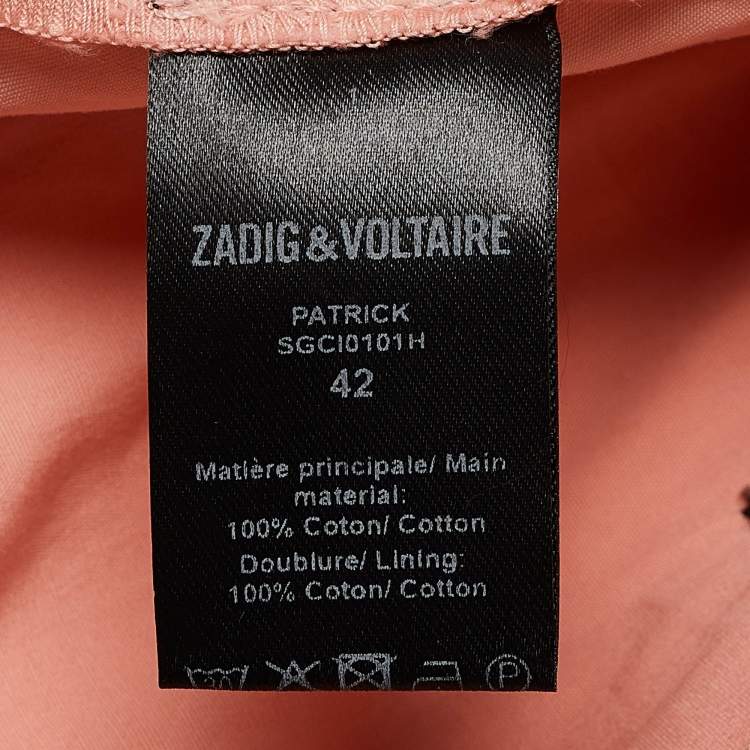 ZADIG&VOLTAIRE
PATRICK
SGCI0101H
42
Matière principale/ Main
material:
100% Coton/ Cotton
Doublure/ Lining:
100% Coton/ Cotton
P